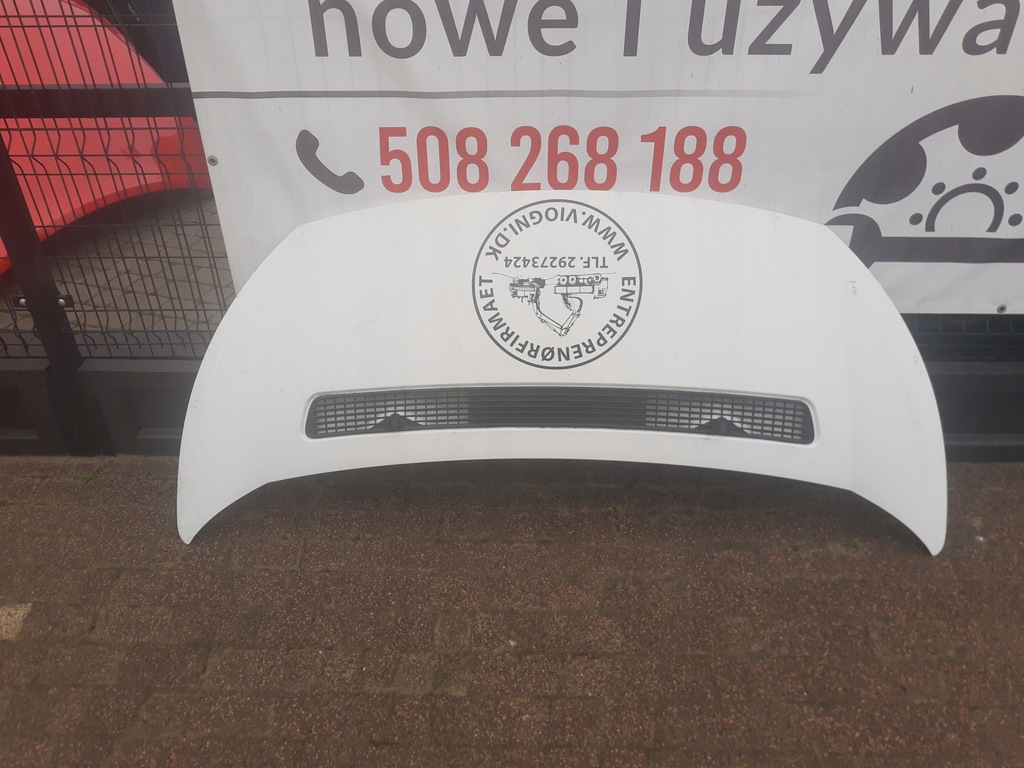 nowe i używa
508 268 188
ENTREPRENØRFIRMAET
WWW.VIOGNI.DK
TLF. 29273424